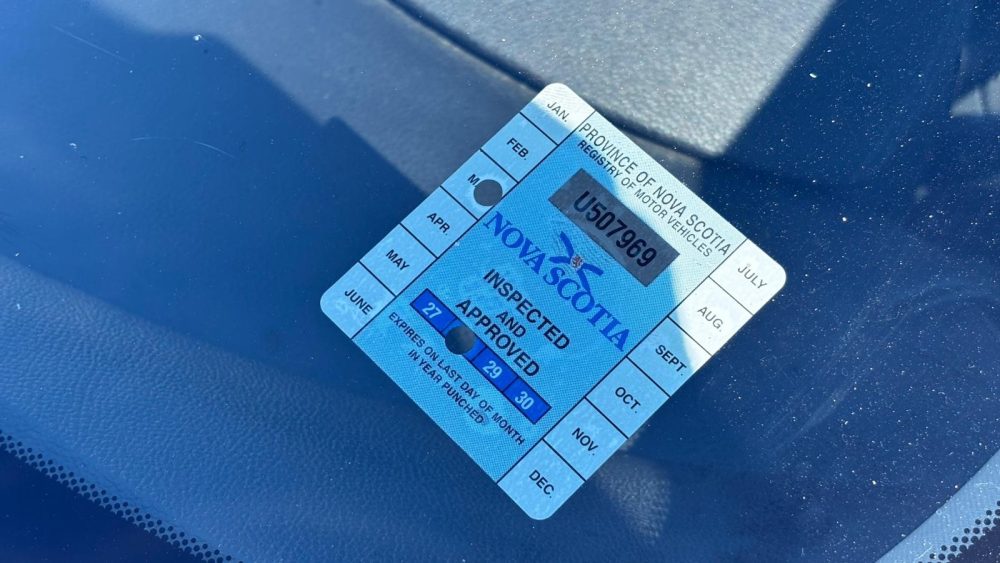 PROVINCE OF NOVA SCOTIA
REGISTRY OF MOTOR VEHICLES
U507969
NOVA SCOTIA
INSPECTED
AND
APPROVED
27 29 30
EXPIRES ON LAST DAY OF MONTH
IN YEAR PUNCHED
JAN.
FEB.
M
APR.
MAY
JUNE
JULY
AUG.
SEPT.
OCT.
NOV.
DEC.